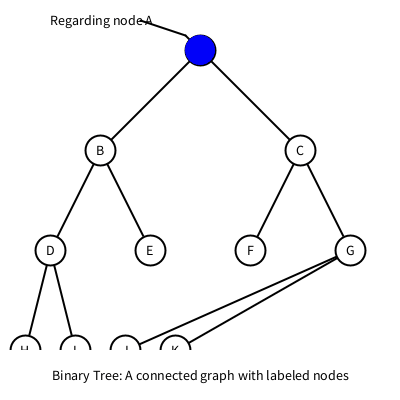 Regarding node A
B
C
D
E
F
G
H
K
Binary Tree: A connected graph with labeled nodes